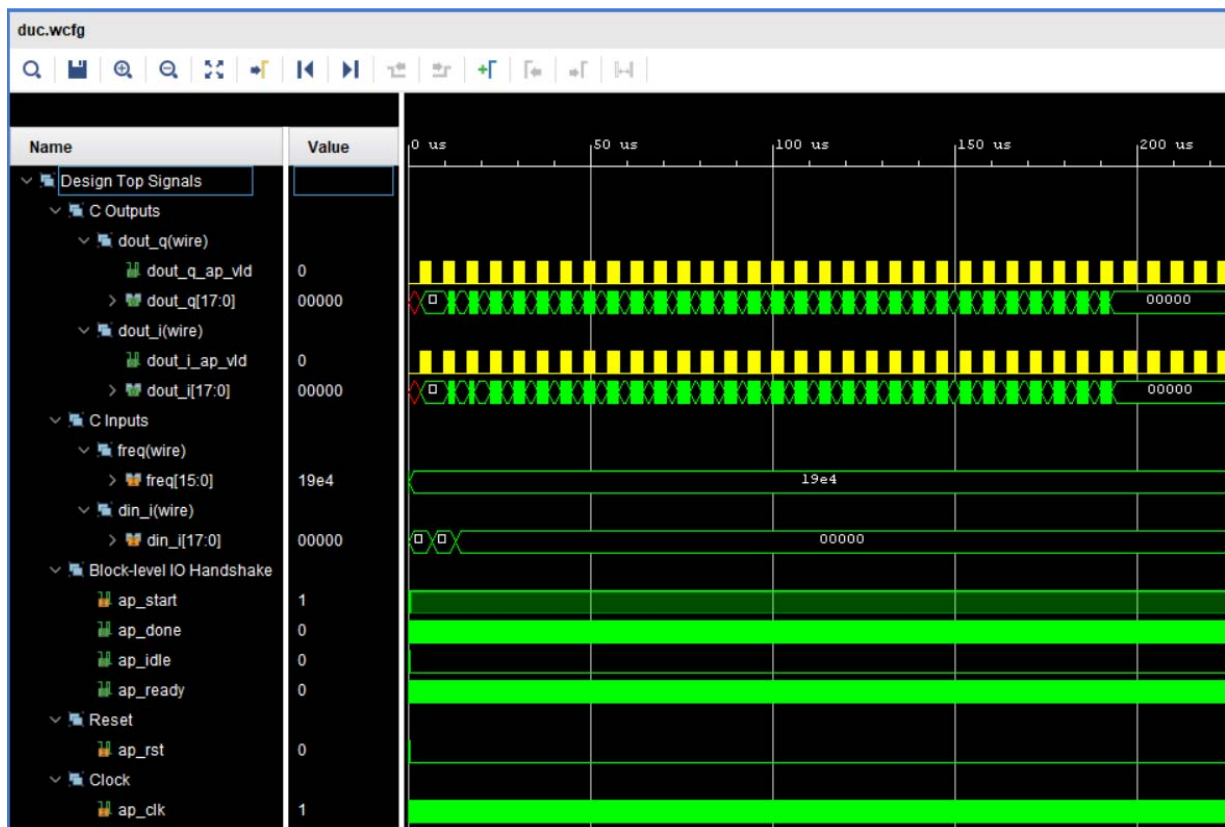 duc.wcfg
Name Value 0 us 50 us 100 us 150 us 200 us
Design Top Signals
C Outputs
dout_q(wire)
dout_q_ap_vld 0
dout_q[17:0] 00000 00000
dout_i(wire)
dout_i_ap_vld 0
dout_i[17:0] 00000 00000
C Inputs
freq(wire)
freq[15:0] 19e4 19e4
din_i(wire)
din_i[17:0] 00000 00000
Block-level IO Handshake
ap_start 1
ap_done 0
ap_idle 0
ap_ready 0
Reset
ap_rst 0
Clock
ap_clk 1